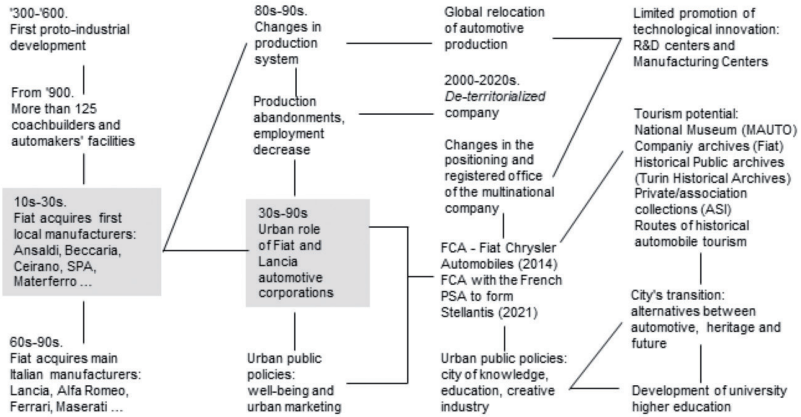 '300-'600.
First proto-industrial
development
From '900.
More than 125
coachbuilders and
automakers' facilities
10s-30s.
Fiat acquires first
local manufacturers:
Ansaldi, Beccaria,
Ceirano, SPA,
Materferro ...
60s-90s.
Fiat acquires main
Italian manufacturers:
Lancia, Alfa Romeo,
Ferrari, Maserati ...
80s-90s.
Changes in
production
system
Production
abandonments,
employment
decrease
30s-90s
Urban role
of Fiat and
Lancia
automotive
corporations
Urban public
policies:
well-being and
urban marketing
Global relocation
of automotive
production
2000-2020s.
De-territorialized
company
Changes in the
positioning and
registered office
of the multinational
company
FCA - Fiat Chrysler
Automobiles (2014)
FCA with the French
PSA to form
Stellantis (2021)
Urban public policies:
city of knowledge,
education, creative
industry
Limited promotion of
technological innovation:
R&D centers and
Manufacturing Centers
Tourism potential:
National Museum (MAUTO)
Companiy archives (Fiat)
Historical Public archives
(Turin Historical Archives)
Private/association
collections (ASI)
Routes of historical
automobile tourism
City's transition:
alternatives between
automotive, heritage and
future
Development of university
higher education